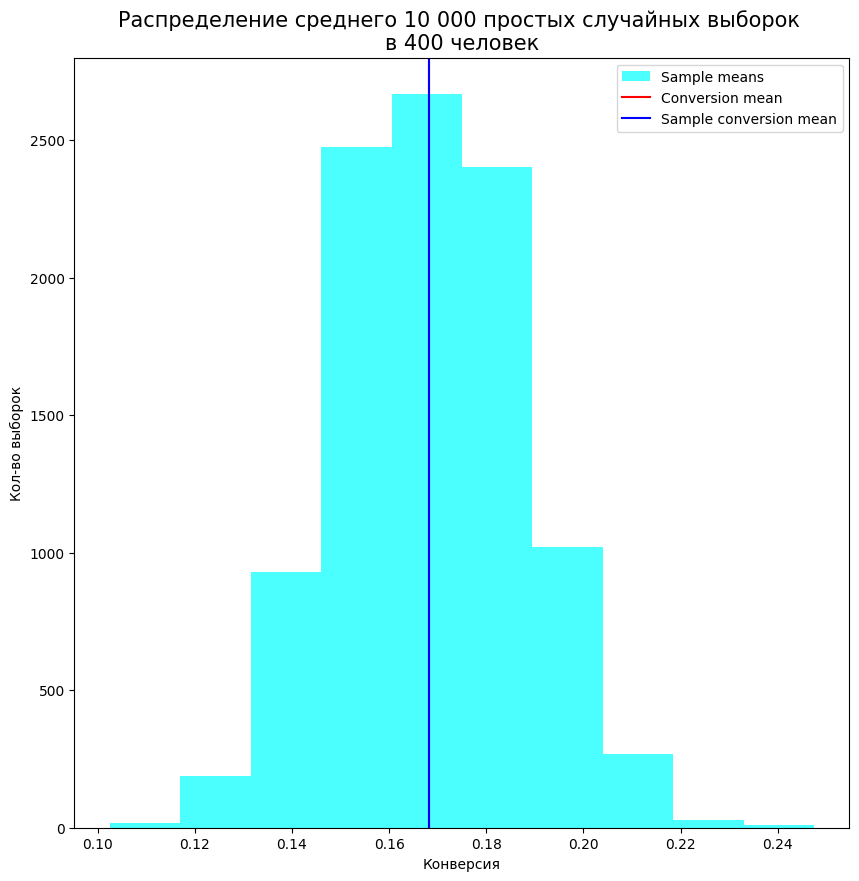 Распределение среднего 10 000 простых случайных выборок
в 400 человек
Sample means
Conversion mean
Sample conversion mean
Кол-во выборок
2500
2000
1500
1000
500
0
0.10 0.12 0.14 0.16 0.18 0.20 0.22 0.24
Конверсия